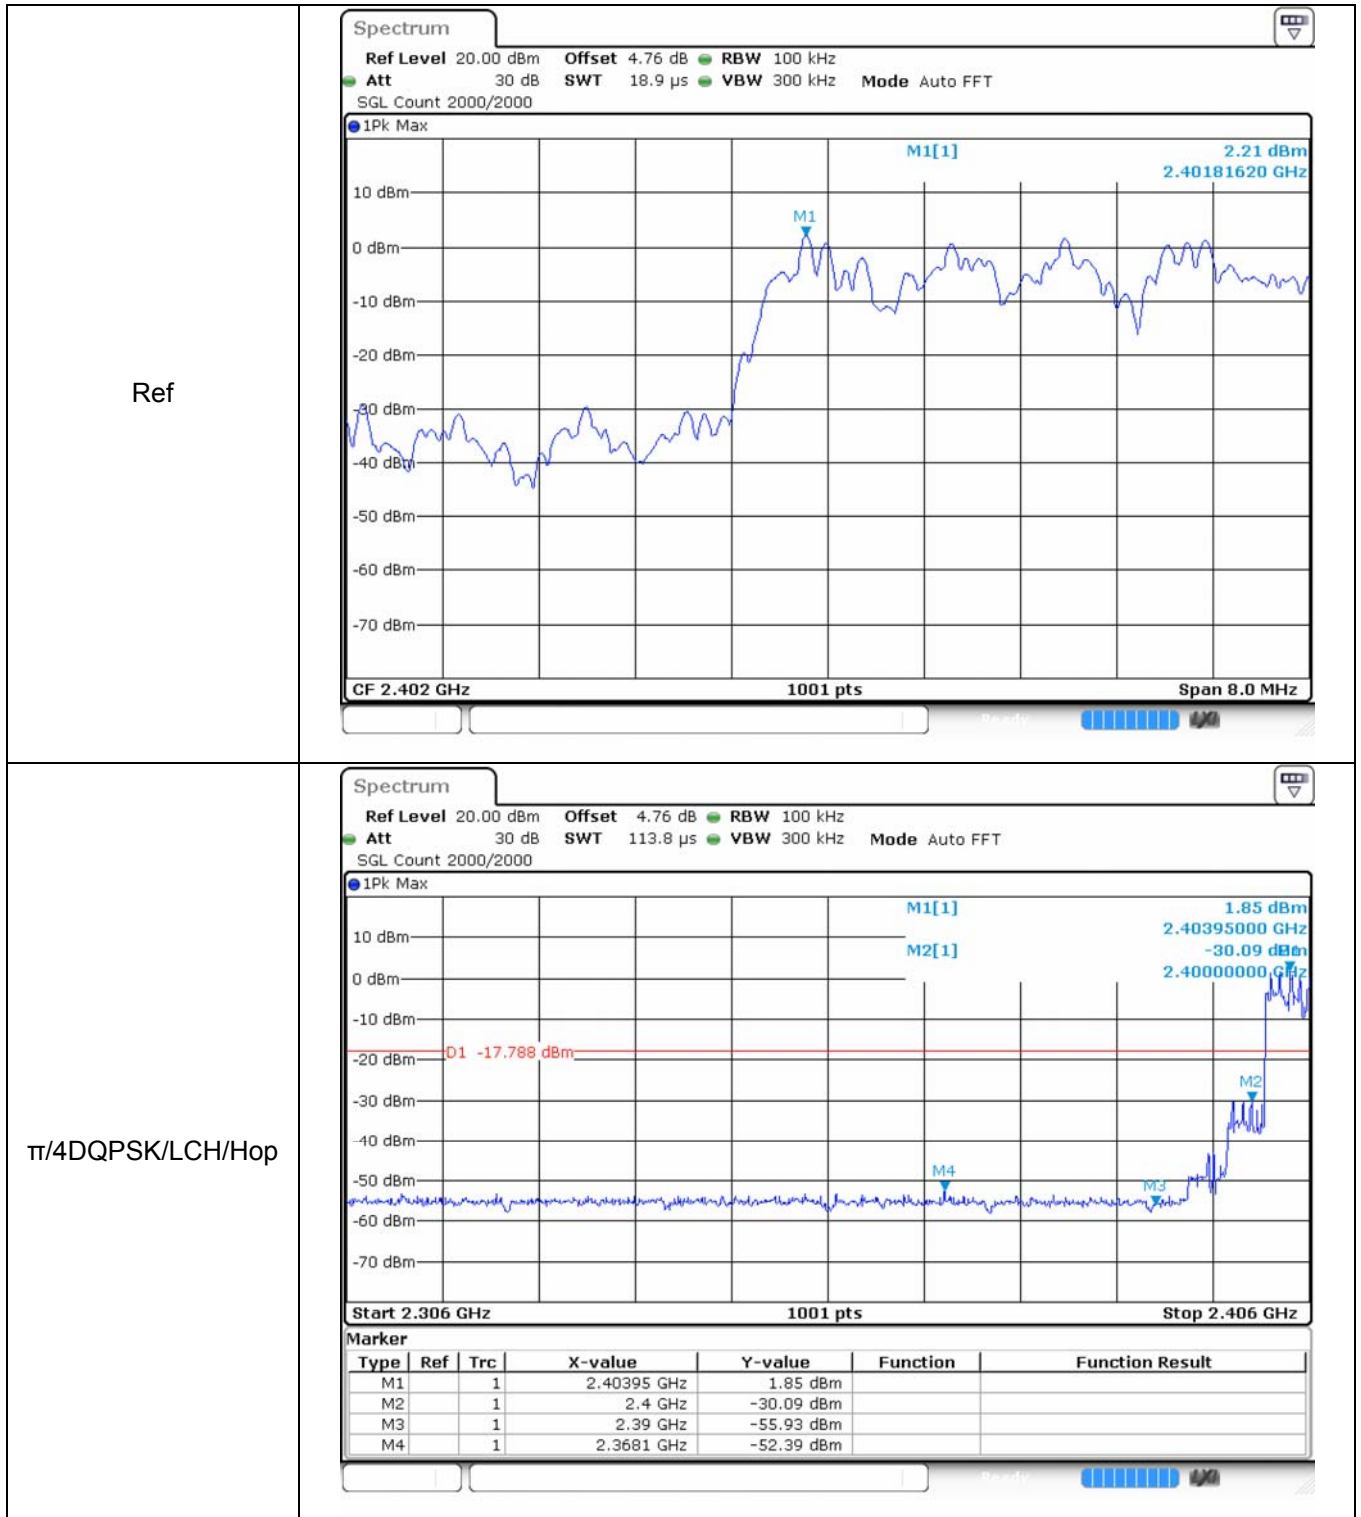 Ref
Spectrum
Ref Level 20.00 dBm Offset 4.76 dB RBW 100 kHz
Att 30 dB SWT 18.9 µs VBW 300 kHz Mode Auto FFT
SGL Count 2000/2000
1Pk Max
M1[1] 2.21 dBm
2.40181620 GHz
10 dBm
M1
0 dBm
-10 dBm
-20 dBm
-30 dBm
-40 dBm
-50 dBm
-60 dBm
-70 dBm
CF 2.402 GHz 1001 pts Span 8.0 MHz
Ready
π/4DQPSK/LCH/Hop
Spectrum
Ref Level 20.00 dBm Offset 4.76 dB RBW 100 kHz
Att 30 dB SWT 113.8 µs VBW 300 kHz Mode Auto FFT
SGL Count 2000/2000
1Pk Max
M1[1] 1.85 dBm
2.40395000 GHz
10 dBm
M2[1] -30.09 dBm
M1
0 dBm
2.40000000 GHz
-10 dBm
D1 -17.788 dBm
-20 dBm
M2
-30 dBm
-40 dBm
M4
-50 dBm
M3
-60 dBm
-70 dBm
Start 2.306 GHz 1001 pts Stop 2.406 GHz
Marker
Type Ref Trc X-value Y-value Function Function Result
M1 1 2.40395 GHz 1.85 dBm
M2 1 2.4 GHz -30.09 dBm
M3 1 2.39 GHz -55.93 dBm
M4 1 2.3681 GHz -52.39 dBm
Ready